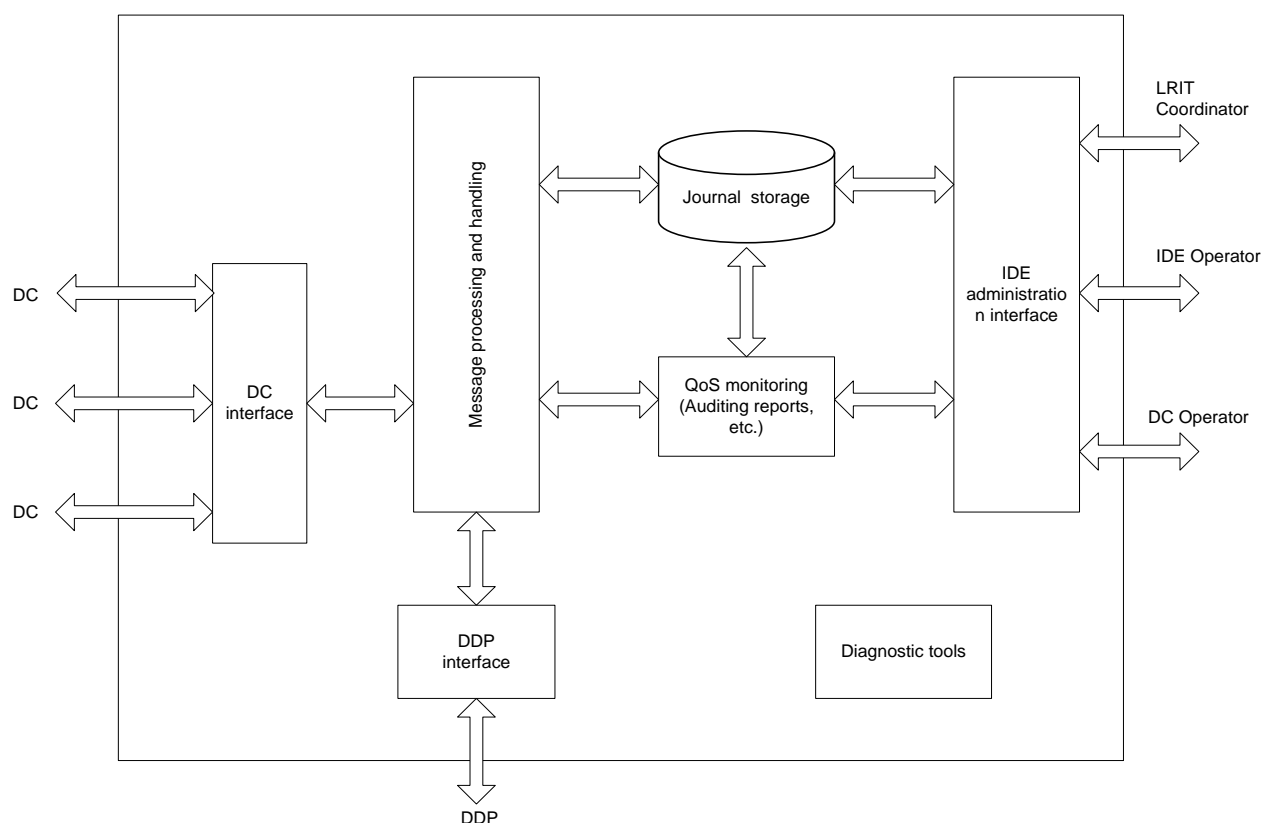 LRIT
Coordinator
Message processing and handling
Journal storage
IDE Operator
IDE
administratio
n interface
DC
DC
DC
DC
interface
QoS monitoring
(Auditing reports,
etc.)
DC Operator
DDP
interface
Diagnostic tools
DDP